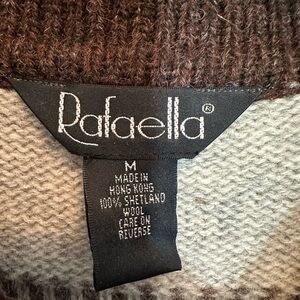 Rafaella®
M
MADE IN
HONG KONG
100% SHETLAND
WOOL
CARE ON
REVERSE